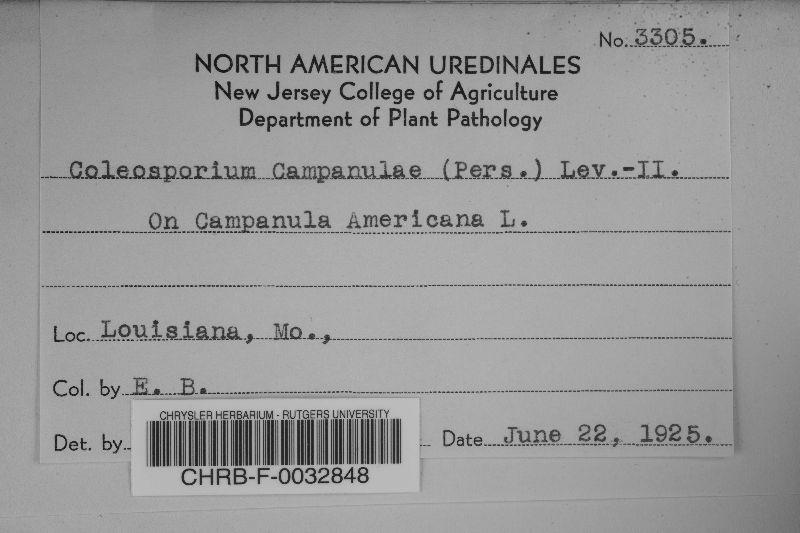 No. 3305.
NORTH AMERICAN UREDINALES
New Jersey College of Agriculture
Department of Plant Pathology
Coleosporium Campanulae (Pers.) Lev.-II.
On Campanula Americana L.
Loc. Louisiana, Mo.,
Col. by E. B.
Det. by Date June 22, 1925.
CHRYSLER HERBARIUM - RUTGERS UNIVERSITY
CHRB-F-0032848